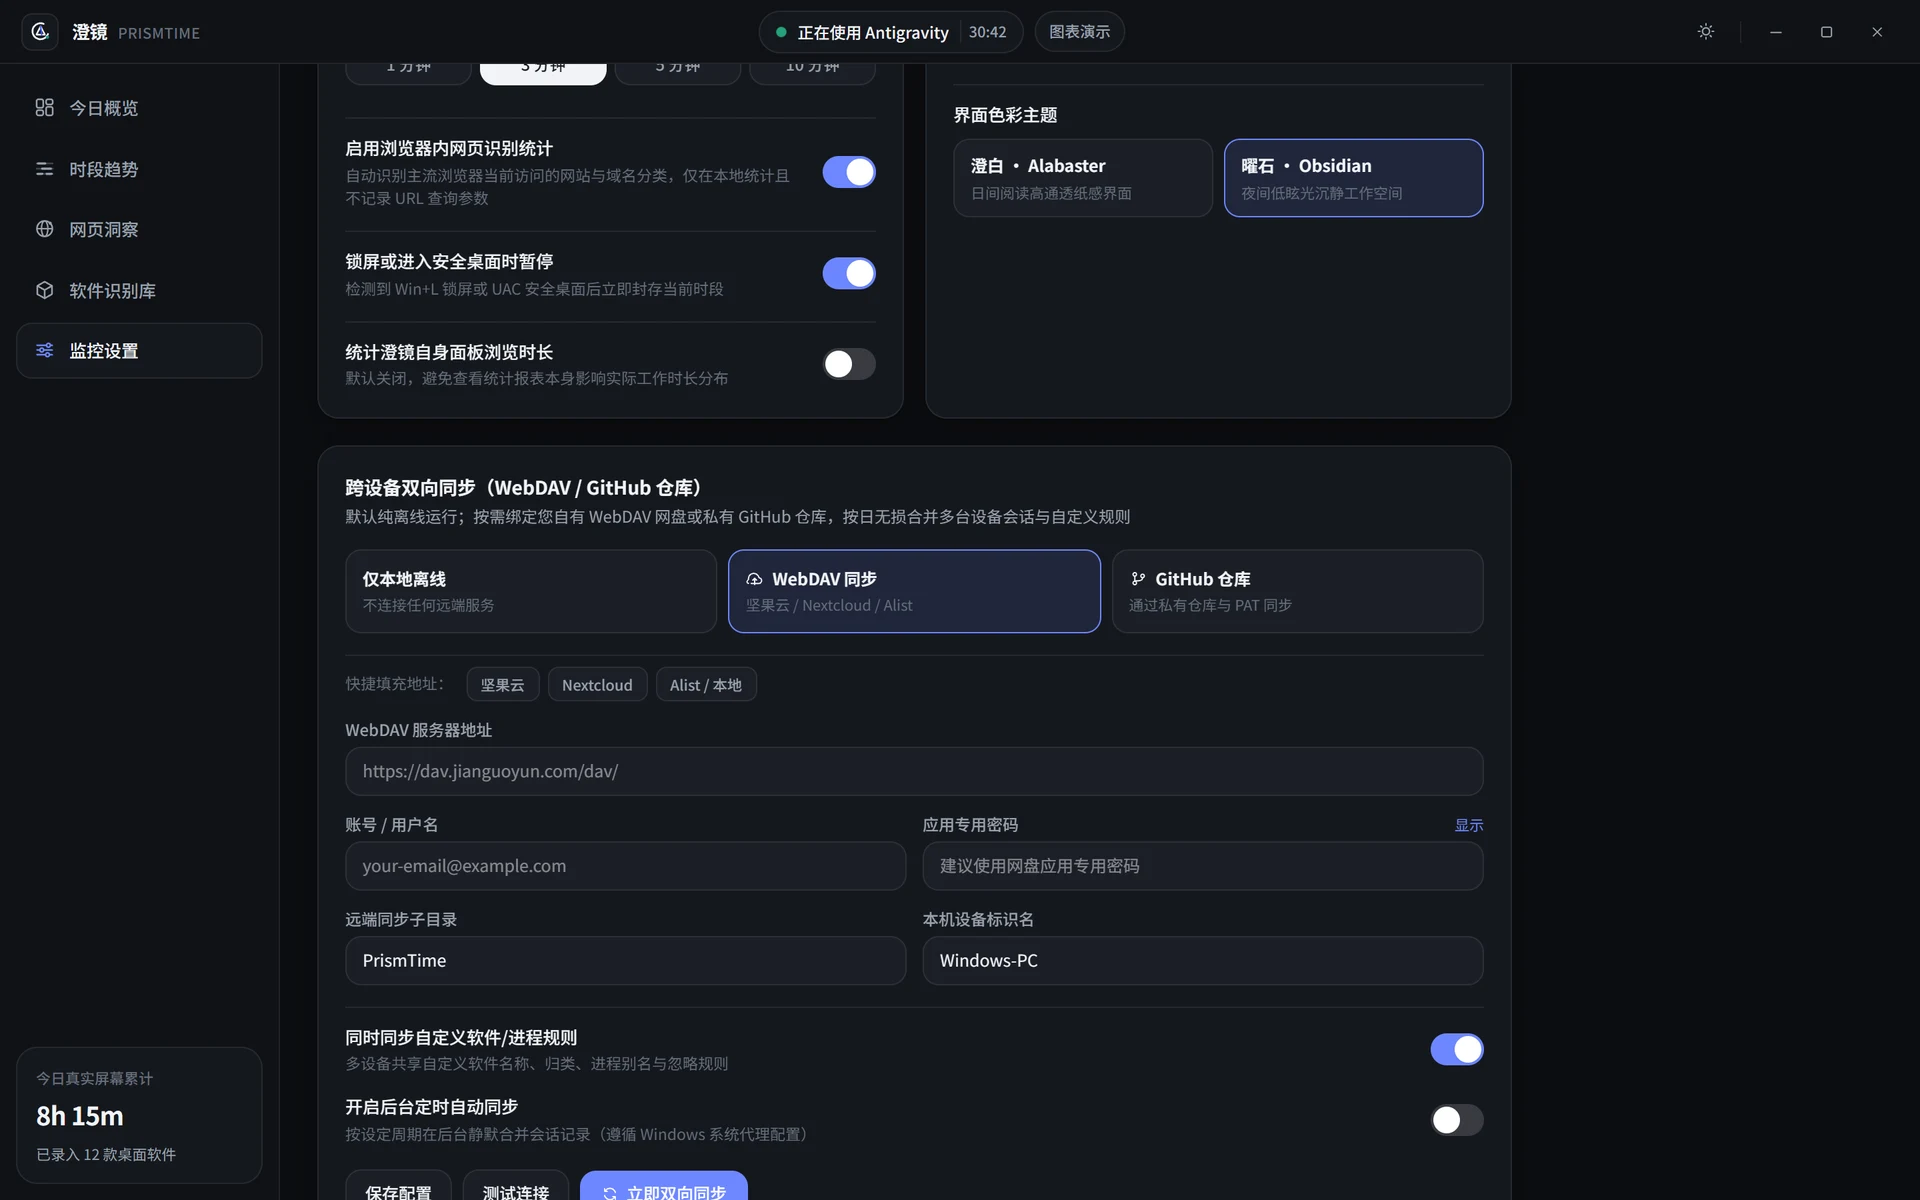 澄镜 PRISMTIME
正在使用 Antigravity 30:42 图表演示
今日概览
时段趋势
网页洞察
软件识别库
监控设置
今日真实屏幕累计
8h 15m
已录入 12 款桌面软件
1 分钟 3 分钟 5 分钟 10 分钟
启用浏览器内网页识别统计
自动识别主流浏览器当前访问的网站与域名分类，仅在本地统计且
不记录 URL 查询参数
锁屏或进入安全桌面时暂停
检测到 Win+L 锁屏或 UAC 安全桌面后立即封存当前时段
统计澄镜自身面板浏览时长
默认关闭，避免查看统计报表本身影响实际工作时长分布
界面色彩主题
澄白 • Alabaster
日间阅读高通透纸感界面
曜石 • Obsidian
夜间低眩光沉静工作空间
跨设备双向同步（WebDAV / GitHub 仓库）
默认纯离线运行；按需绑定您自有 WebDAV 网盘或私有 GitHub 仓库，按日无损合并多台设备会话与自定义规则
仅本地离线
不连接任何远端服务
WebDAV 同步
坚果云 / Nextcloud / Alist
GitHub 仓库
通过私有仓库与 PAT 同步
快捷填充地址： 坚果云 Nextcloud Alist / 本地
WebDAV 服务器地址
https://dav.jianguoyun.com/dav/
账号 / 用户名
your-email@example.com
应用专用密码 显示
建议使用网盘应用专用密码
远端同步子目录
PrismTime
本机设备标识名
Windows-PC
同时同步自定义软件/进程规则
多设备共享自定义软件名称、归类、进程别名与忽略规则
开启后台定时自动同步
按设定周期在后台静默合并会话记录（遵循 Windows 系统代理配置）
保存配置 测试连接 立即双向同步